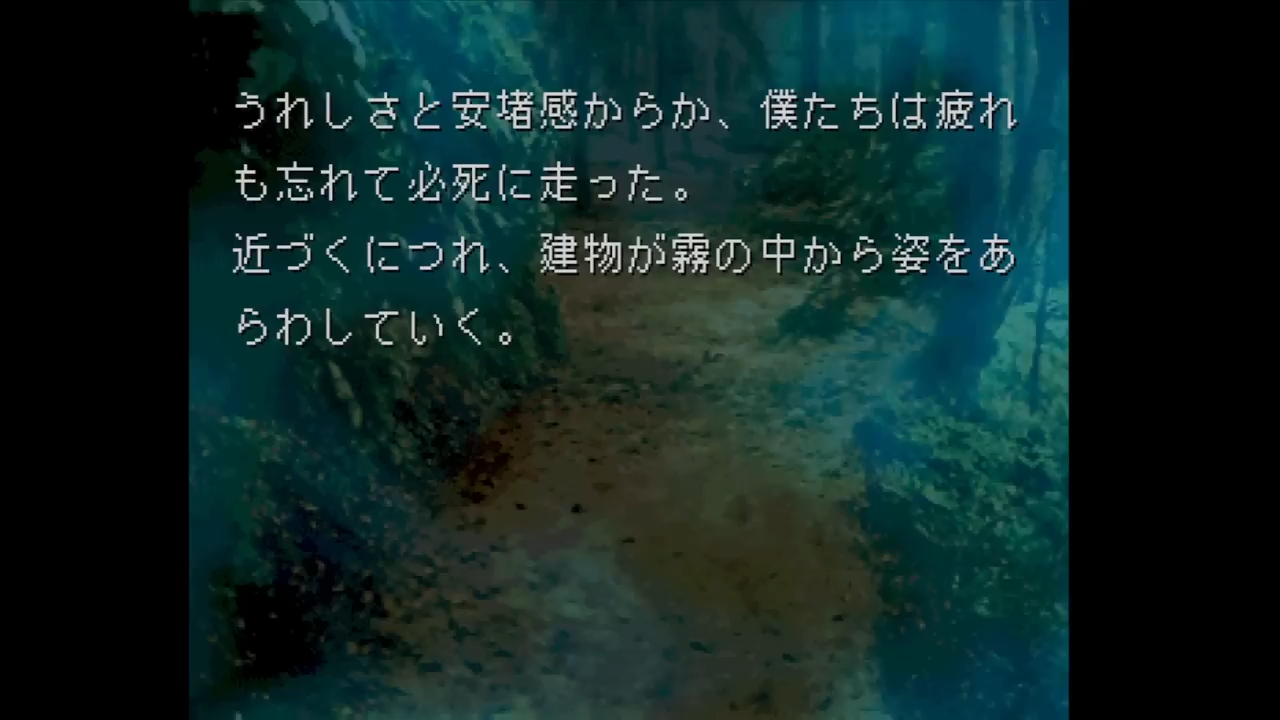 うれしさと安堵感からか、僕たちは疲れ
も忘れて必死に走った。
近づくにつれ、建物が霧の中から姿をあ
らわしていく。